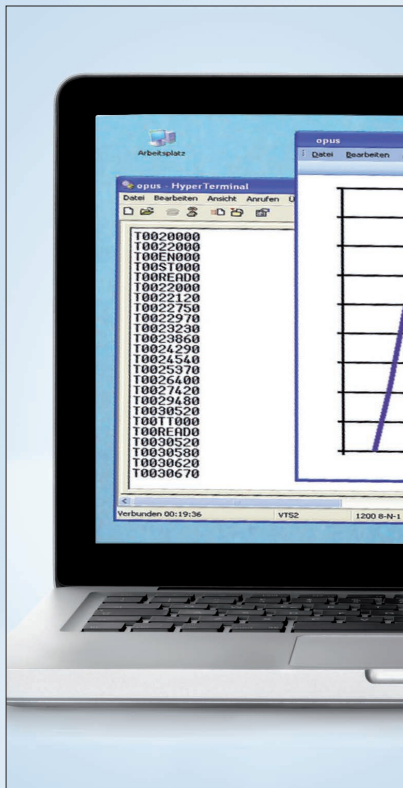 Arbeitsplatz
opus - HyperTerminal
Datei Bearbeiten Ansicht Anrufen
T0020000
T0022000
T00EN000
T00ST000
T00READ0
T0022000
T0022120
T0022750
T0022970
T0023230
T0023860
T0024290
T0024540
T0025370
T0026400
T0027420
T0029480
T0030520
T00TT000
T00READ0
T0030520
T0030580
T0030620
T0030670
Verbunden 00:19:36 VTS2 1200 8-N-1
opus
Datei Bearbeiten